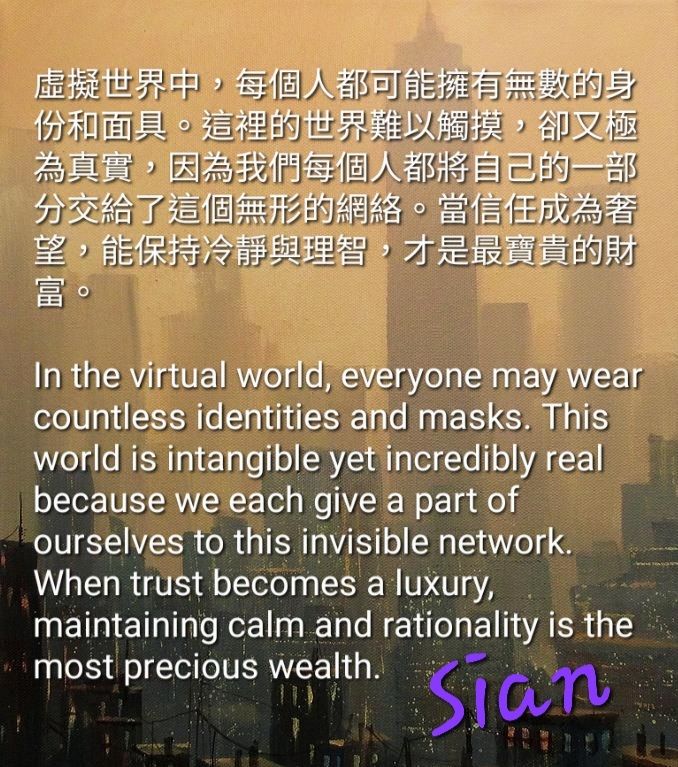 虛擬世界中，每個人都可能擁有無數的身
份和面具。這裡的世界難以觸摸，卻又極
為真實，因為我們每個人都將自己的一部
分交給了這個無形的網絡。當信任成為奢
望，能保持冷靜與理智，才是最寶貴的財
富。
In the virtual world, everyone may wear
countless identities and masks. This
world is intangible yet incredibly real
because we each give a part of
ourselves to this invisible network.
When trust becomes a luxury,
maintaining calm and rationality is the
most precious wealth.
Sian